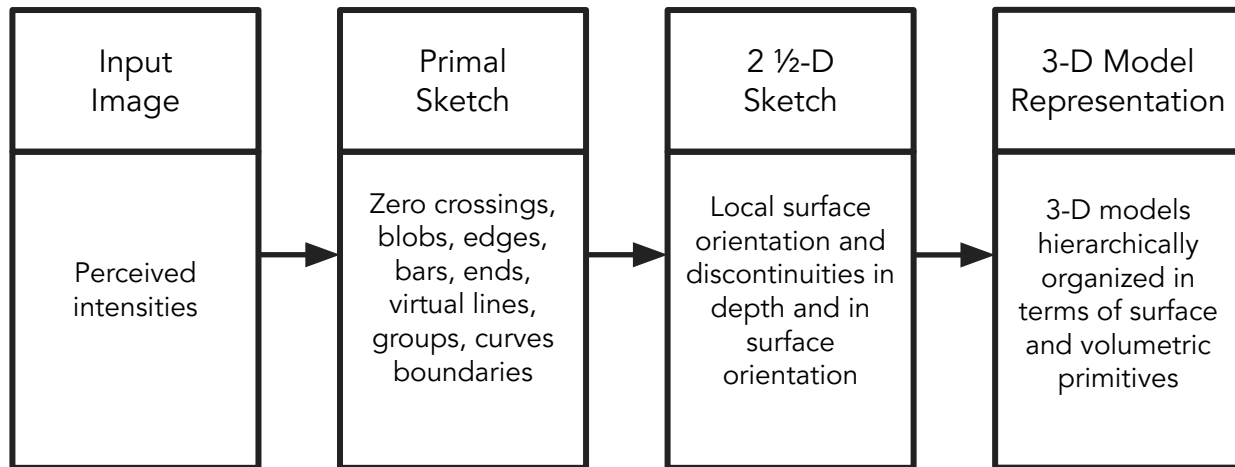 Input
Image
Perceived
intensities
Primal
Sketch
Zero crossings,
blobs, edges,
bars, ends,
virtual lines,
groups, curves
boundaries
2 ½-D
Sketch
Local surface
orientation and
discontinuities in
depth and in
surface
orientation
3-D Model
Representation
3-D models
hierarchically
organized in
terms of surface
and volumetric
primitives